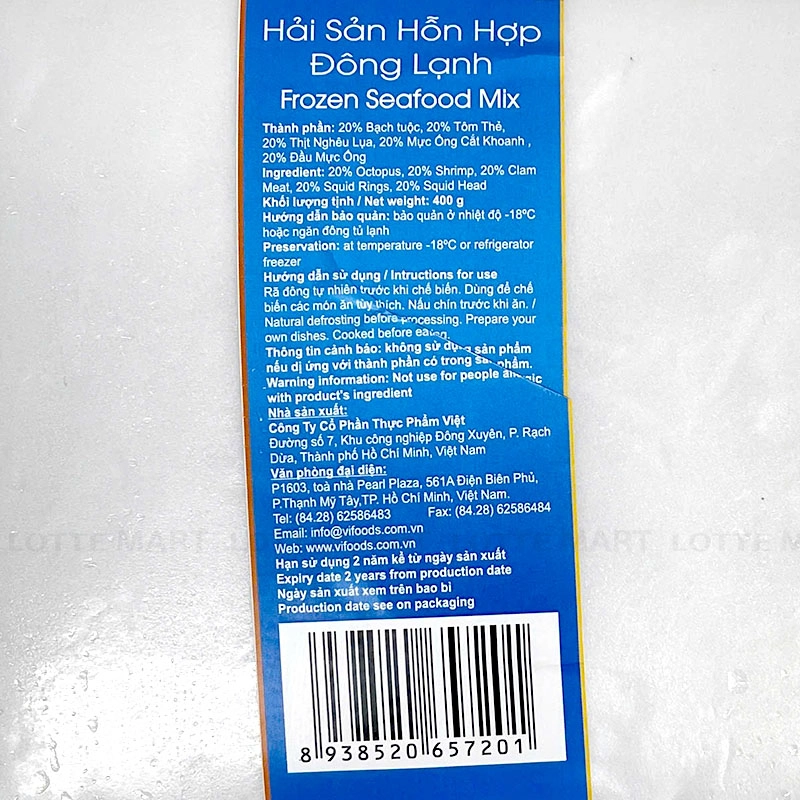 Hải Sản Hỗn Hợp
Đông Lạnh
Frozen Seafood Mix
Thành phần: 20% Bạch tuộc, 20% Tôm Thẻ,
20% Thịt Nghêu Lụa, 20% Mực Ống Cắt Khoanh ,
20% Đầu Mực Ống
Ingredient: 20% Octopus, 20% Shrimp, 20% Clam
Meat, 20% Squid Rings, 20% Squid Head
Khối lượng tịnh / Net weight: 400 g
Hướng dẫn bảo quản: bảo quản ở nhiệt độ -18ºC
hoặc ngăn đông tủ lạnh
Preservation: at temperature -18ºC or refrigerator
freezer
Hướng dẫn sử dụng / Intructions for use
Rã đông tự nhiên trước khi chế biến. Dùng để chế
biến các món ăn tùy thích. Nấu chín trước khi ăn. /
Natural defrosting before processing. Prepare your
own dishes. Cooked before
Thông tin cảnh báo: không sử dụng sản phẩm
nếu dị ứng với thành phần có trong sản phẩm.
Warning information: Not use for people
with product's ingredient
Nhà sản xuất:
Công Ty Cổ Phần Thực Phẩm Việt
Đường số 7, Khu công nghiệp Đông Xuyên, P. Rạch
Dừa, Thành phố Hồ Chí Minh, Việt Nam
Văn phòng đại diện:
P1603, toà nhà Pearl Plaza, 561A Điện Biên Phủ,
P.Thạnh Mỹ Tây,TP. Hồ Chí Minh, Việt Nam.
Tel: (84.28) 62586483 Fax: (84.28) 62586484
Email: info@vifoods.com.vn
Web: www.vifoods.com.vn
LOTTE MART LOTTE MART LOTTE M
Hạn sử dụng 2 năm kể từ ngày sản xuất
Expiry date 2 years from production date
Ngày sản xuất xem trên bao bì
Production date see on packaging
8 938520 657201